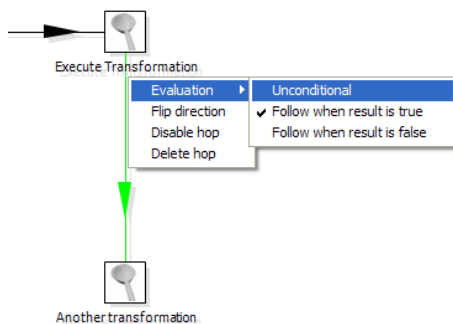 Execute Transformation
Evaluation
Unconditional
Flip direction
Follow when result is true
Disable hop
Follow when result is false
Delete hop
Another transformation